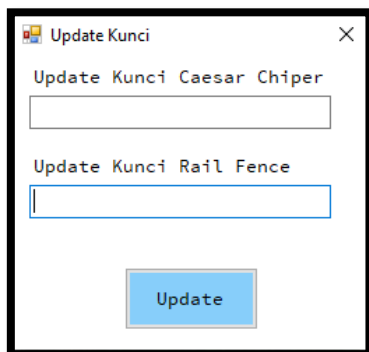 Update Kunci
Update Kunci Caesar Chiper
Update Kunci Rail Fence
Update